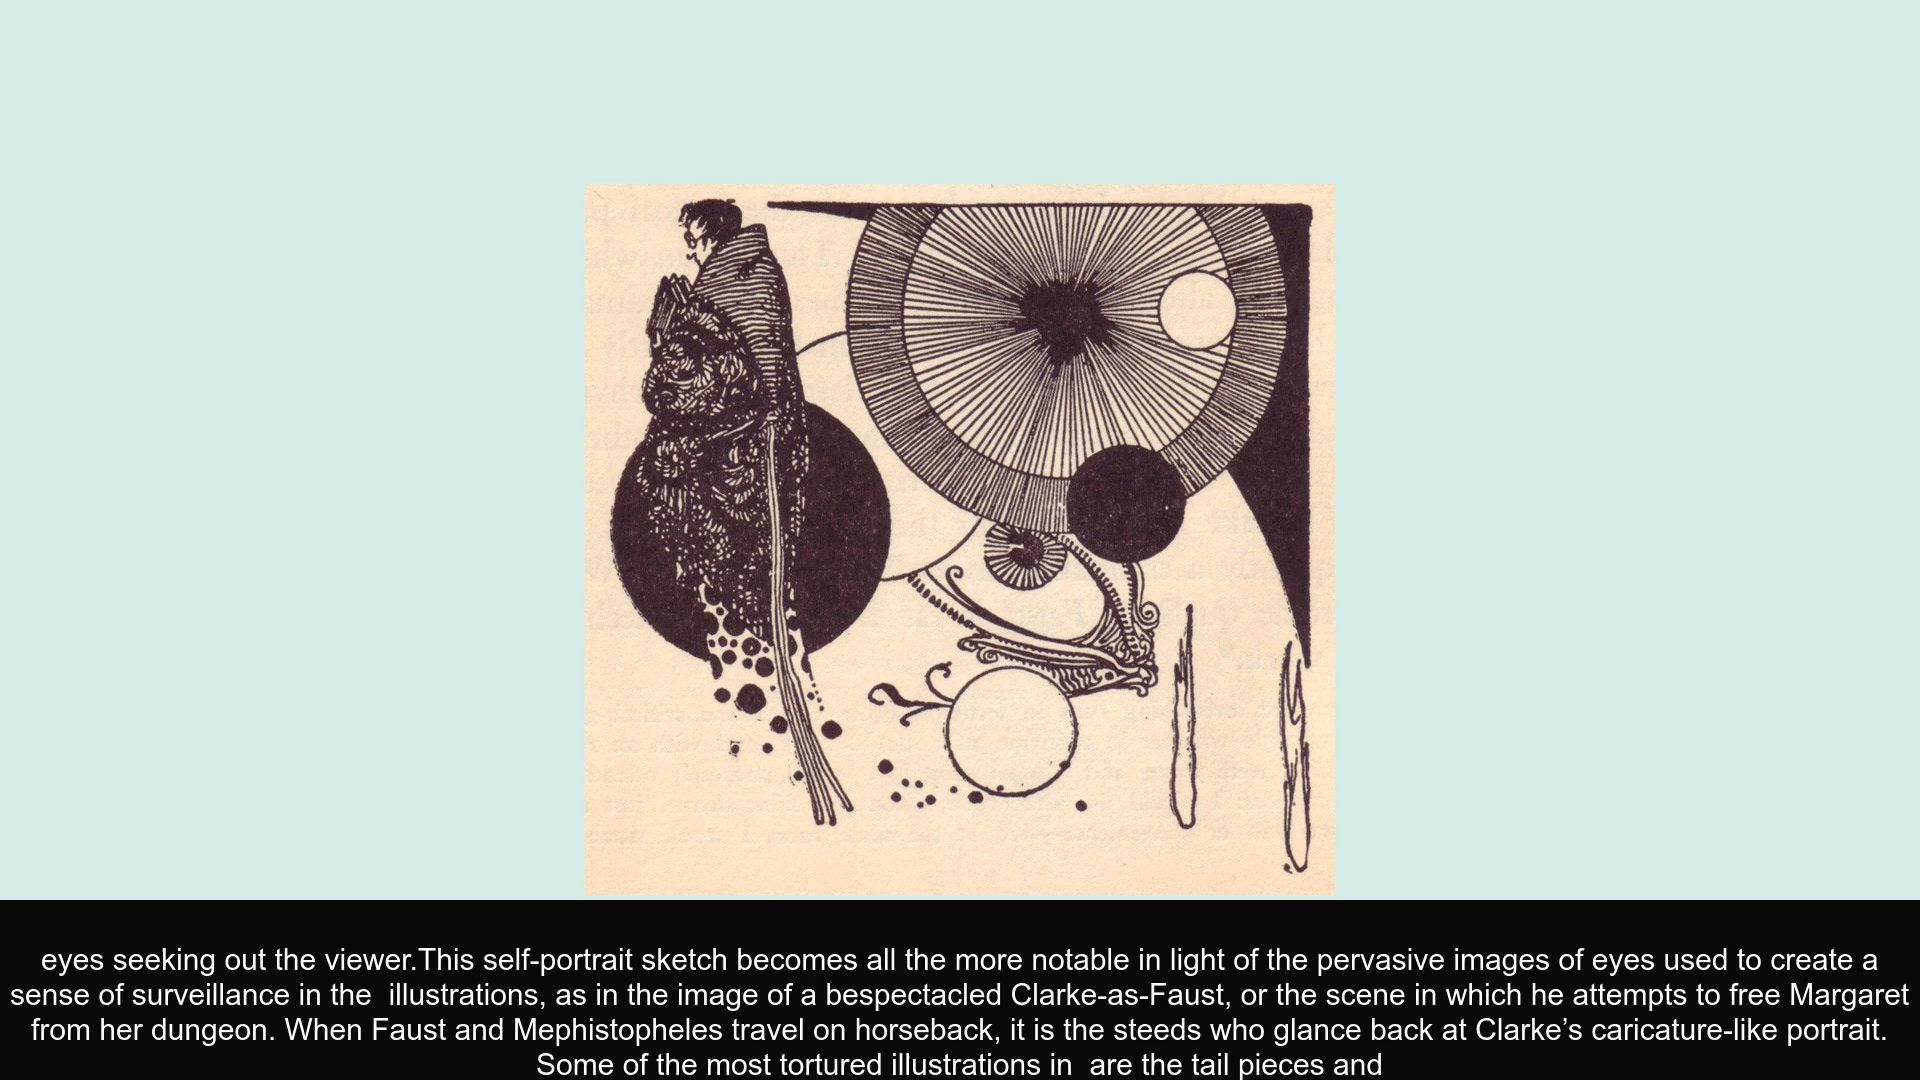 eyes seeking out the viewer.This self-portrait sketch becomes all the more notable in light of the pervasive images of eyes used to create a
sense of surveillance in the  illustrations, as in the image of a bespectacled Clarke-as-Faust, or the scene in which he attempts to free Margaret
from her dungeon. When Faust and Mephistopheles travel on horseback, it is the steeds who glance back at Clarke’s caricature-like portrait.
Some of the most tortured illustrations in  are the tail pieces and